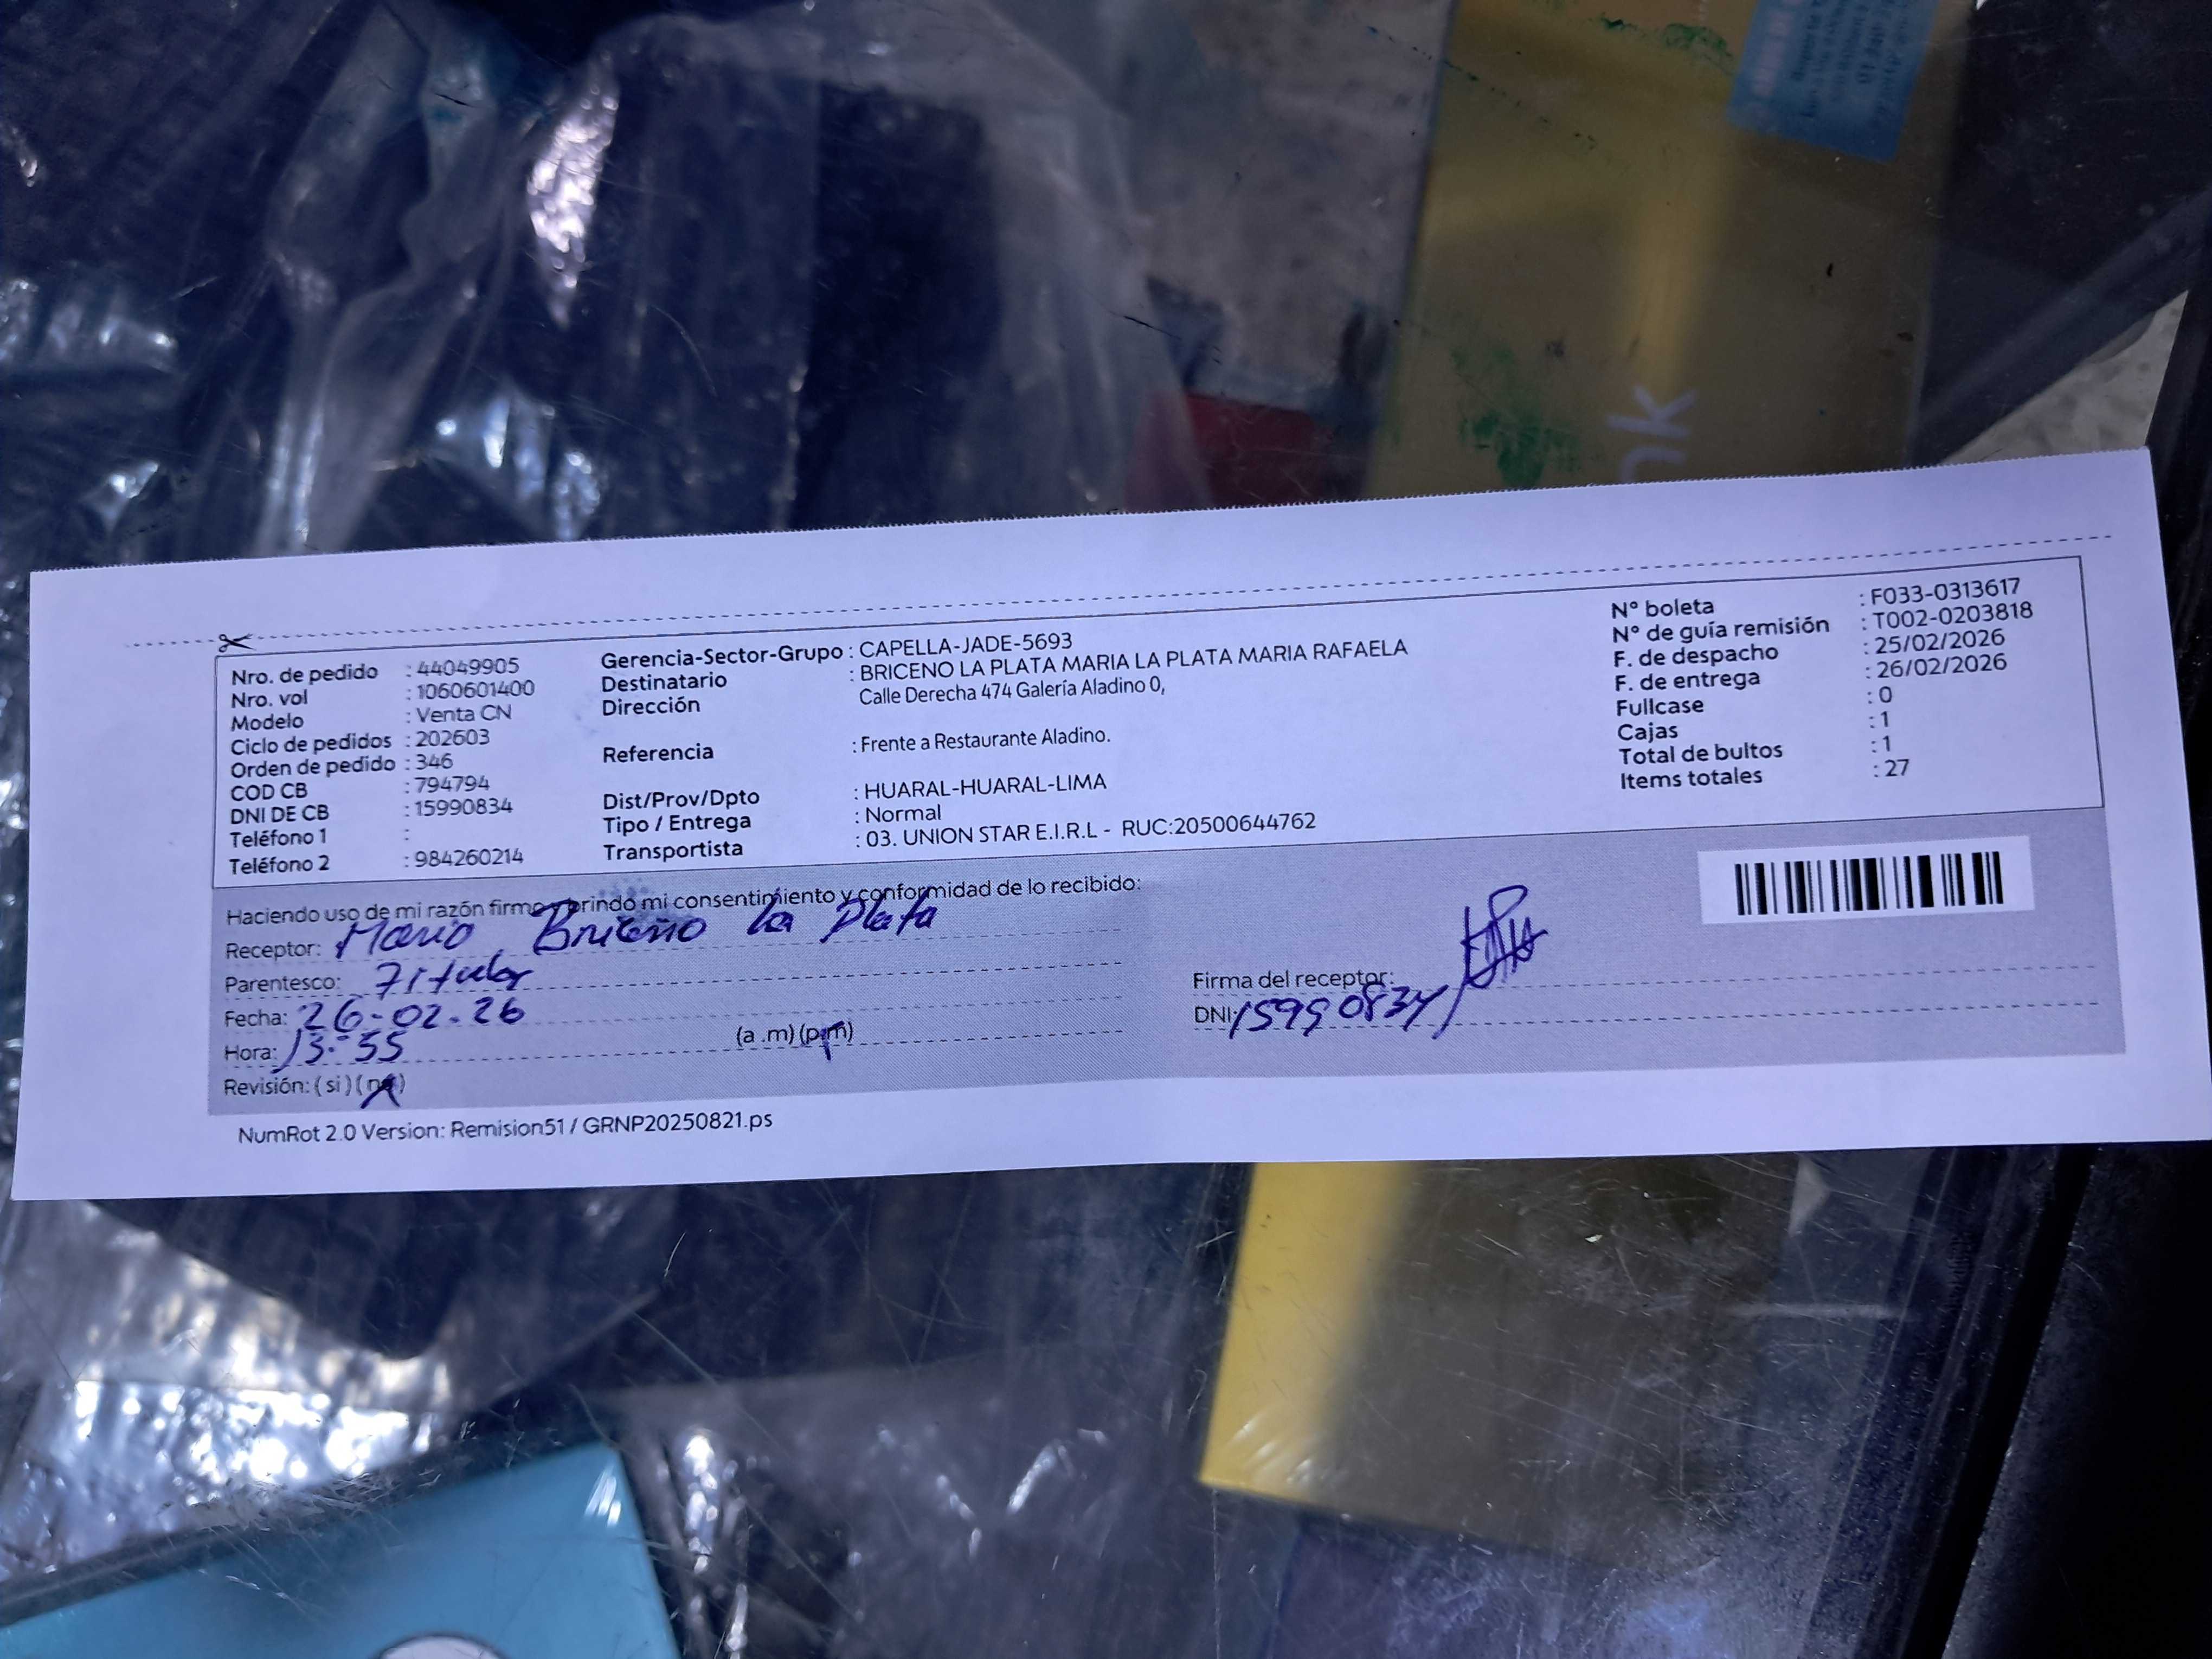 Nro. de pedido : 44049905
Nro. vol : 1060601400
Modelo : Venta CN
Ciclo de pedidos : 202603
Orden de pedido : 346
COD CB : 794794
DNI DE CB : 15990834
Teléfono 1 :
Teléfono 2 : 984260214
Gerencia-Sector-Grupo : CAPELLA-JADE-5693
Destinatario : BRICENO LA PLATA MARIA LA PLATA MARIA RAFAELA
Dirección Calle Derecha 474 Galería Aladino 0,
Referencia : Frente a Restaurante Aladino.
Dist/Prov/Dpto : HUARAL-HUARAL-LIMA
Tipo / Entrega : Normal
Transportista : 03. UNION STAR E.I.R.L - RUC:20500644762
N° boleta : F033-0313617
N° de guía remisión : T002-0203818
F. de despacho : 25/02/2026
F. de entrega : 26/02/2026
Fullcase : 0
Cajas : 1
Total de bultos : 1
Items totales : 27
Haciendo uso de mi razón firmo y brindo mi consentimiento y conformidad de lo recibido:
Receptor: Maria Briceño La Plata
Parentesco: Titular
Fecha: 26-02-26
Hora: 13:55 (a .m) (p.m)
Revisión: ( si ) ( no )
Firma del receptor:
DNI: 15990834
NumRot 2.0 Version: Remision51 / GRNP20250821.ps
nk